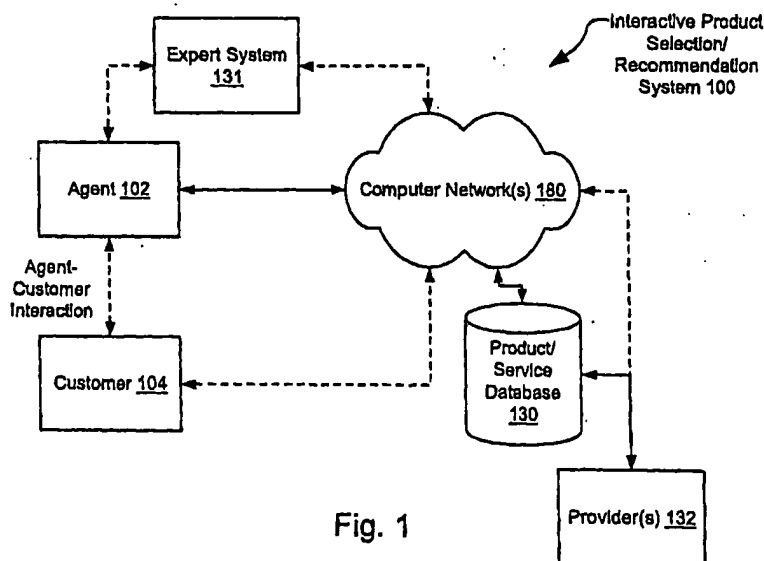 Interactive Product
Selection/
Recommendation
System 100
Expert System
131
Agent 102
Computer Network(s) 180
Agent-
Customer
Interaction
Product/
Service
Database
130
Customer 104
Provider(s) 132
Fig. 1